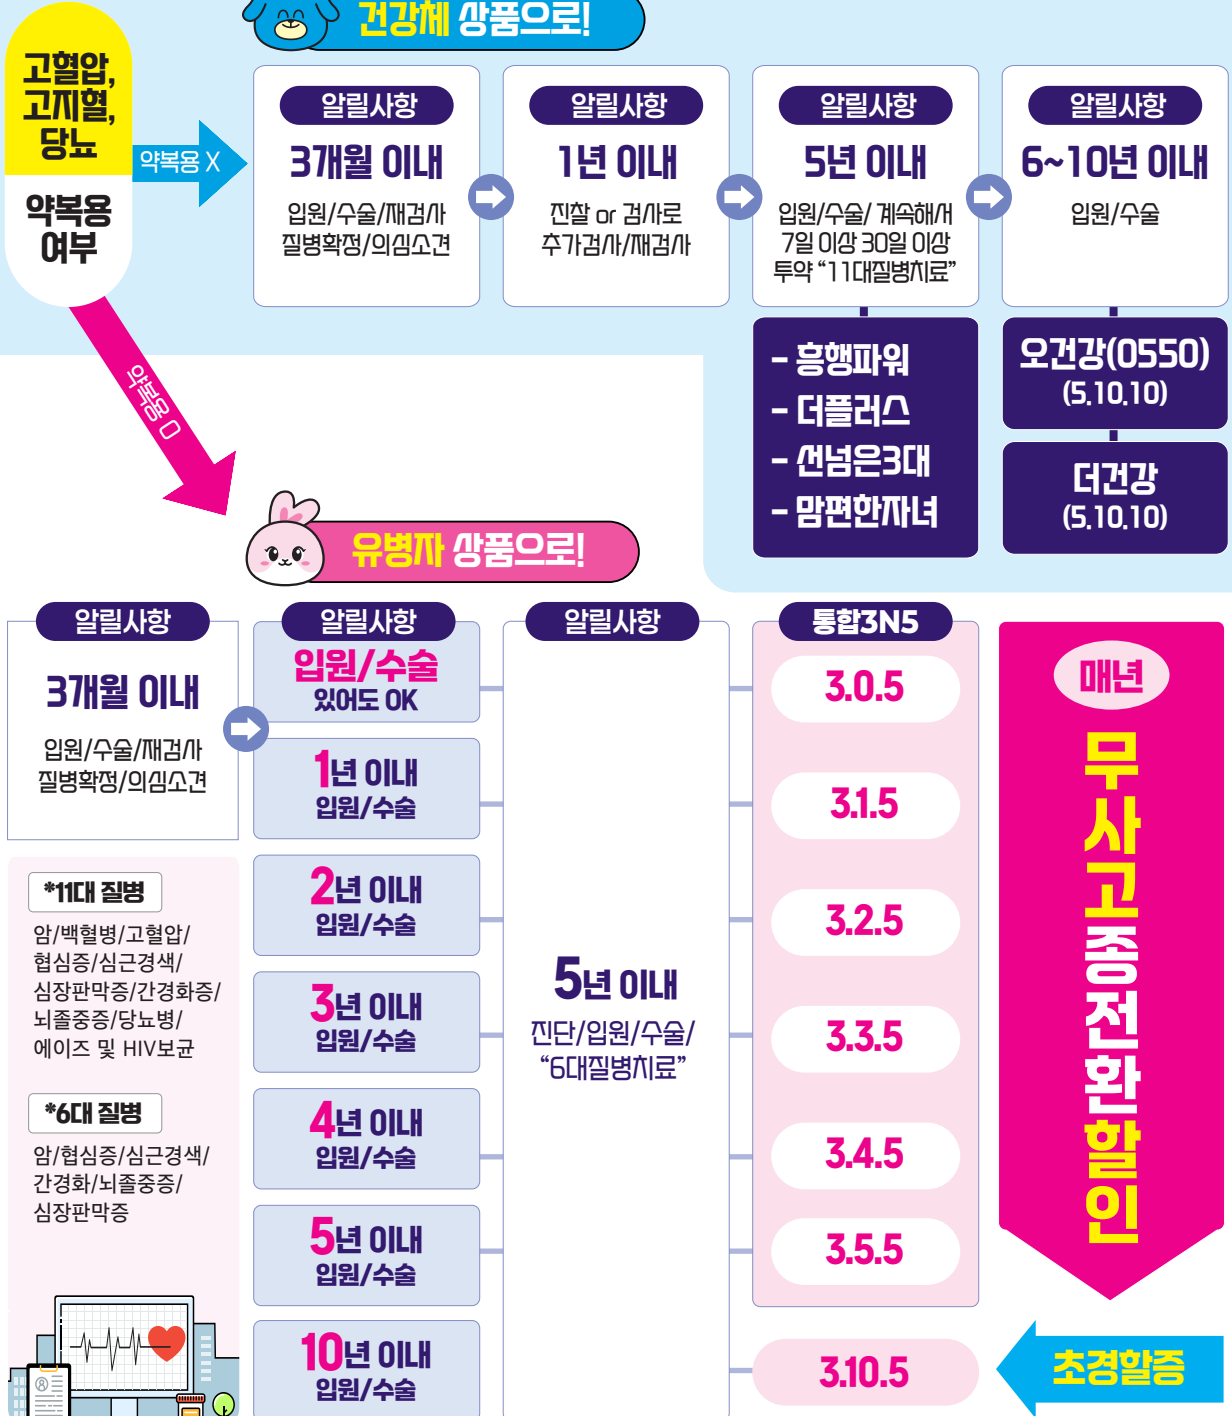 건강체 상품으로!
고혈압,
고지혈,
당뇨
약복용
여부
약복용 X
알림사항
3개월 이내
입원/수술/재검사
질병확정/의심소견
알릴사항
1년 이내
진찰 or 검사로
추가검사/재검사
알릴사항
5년 이내
입원/수술/ 계속해서
7일 이상 30일 이상
투약 “11대질병치료”
알릴사항
6~10년 이내
입원/수술
- 흥행파워
- 더플러스
- 선넘은3대
- 맘편한자녀
오건강(0550)
(5.10.10)
더건강
(5.10.10)
약복용 O
유병자 상품으로!
알릴사항
3개월 이내
입원/수술/재검사
질병확정/의심소견
알릴사항
입원/수술
있어도 OK
1년 이내
입원/수술
2년 이내
입원/수술
3년 이내
입원/수술
4년 이내
입원/수술
5년 이내
입원/수술
10년 이내
입원/수술
알릴사항
5년 이내
진단/입원/수술/
“6대질병치료”
통합3N5
3.0.5
3.1.5
3.2.5
3.3.5
3.4.5
3.5.5
3.10.5
매년
무사고종전환할인
초경할증
*11대 질병
암/백혈병/고혈압/
협심증/심근경색/
심장판막증/간경화증/
뇌졸중증/당뇨병/
에이즈 및 HIV보균
*6대 질병
암/협심증/심근경색/
간경화/뇌졸중증/
심장판막증